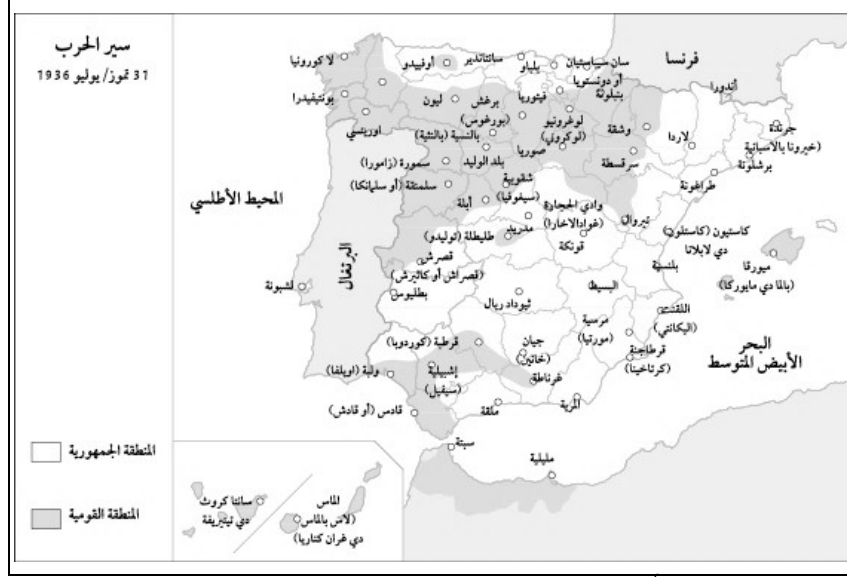 سير الحرب
31 تموز/ يوليو 1936
فرنسا
أندورا
لا كورونيا
أوفييدو
سانتاندير
بلباو
سان سيباستيان
أو دونستويا
بنبلونة
بونتيفيدرا
ليون
برغش
(بورغوس)
فيتوريا
لوغرونيو
(لوكروني)
وشقة
لاردا
جرندة
(خيرونا بالاسبانية
برشلونة
اورينسي
بالنسية (بالنثية)
صوريا
سرقسطة
طراغونة
سمورة (زامورا)
بلد الوليد
المحيط الأطلسي
سلمنقة (أو سليمانكا)
شقوبية
(سيغوفيا)
أبلة
وادي الحجارة
(غوادالاخارا)
تيروال
كاستيون (كاستلون
دي لابلانا
البرتغال
مدريد
طليطلة (توليدو)
قونكة
قصرش
(قصراش أو كاثيرش)
بلنسية
ميورقا
(بالما دي مايوركا)
لشبونة
بطليوس
ثيوداد ريال
البسيط
اللقنت
(اليكانتي)
مرسية
(مورتيا)
البحر
الأبيض المتوسط
قرطبة (كوردوبا)
جيان
(خاتين)
قرطاجنة
(كرتاخينا)
ولبة (اويلفا)
إشبيلية
(سيفيل)
غرناطة
قادس (أو قادش)
ملقة
المرية
سبتة
مليلية
المنطقة الجمهورية
المنطقة القومية
سانتا كروث
دي تينيريفة
الماس
(لاس بالماس
دي غران كناريا)